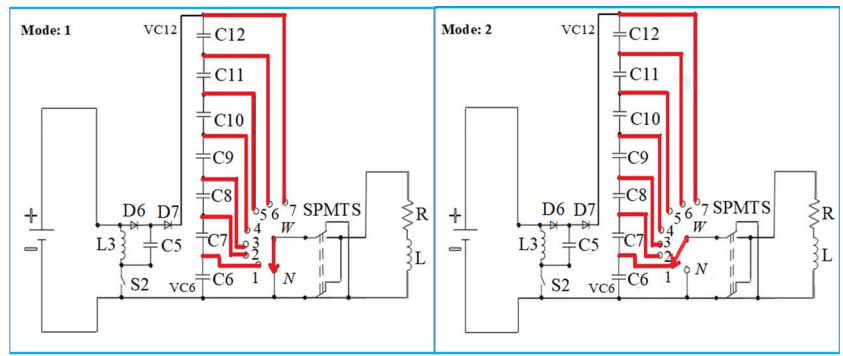 Mode: 1
VC12
C12
C11
C10
C9
C8
5 6 7
SPMTS
D6 D7
4
W
R
+
3
L3
C5
C7
2
L
−
1
N
S2
VC6
C6
Mode: 2
VC12
C12
C11
C10
C9
C8
5 6 7
SPMTS
D6 D7
4
W
R
+
3
L3
C5
C7
2
L
−
1
N
S2
VC6
C6